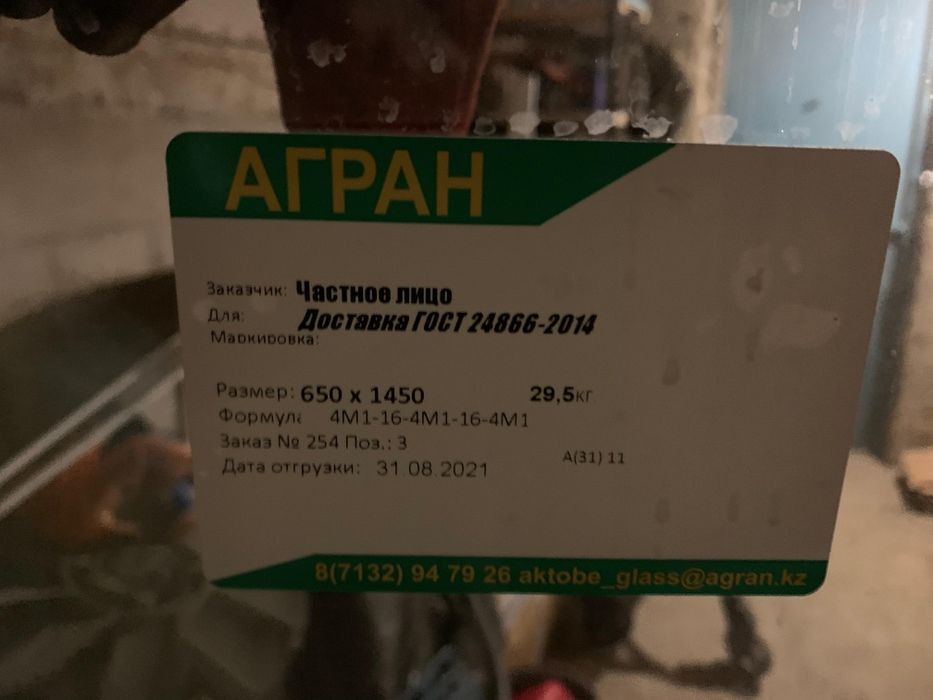 АГРАН
Заказчик: Частное лицо
Для: Доставка ГОСТ 24866-2014
Маркировка:
Размер: 650 x 1450 29,5кг
Формула 4М1-16-4М1-16-4М1
Заказ № 254 Поз.: 3
А(31) 11
Дата отгрузки: 31 08.2021
8(7132) 94 79 26 aktobe_glass@agran.kz